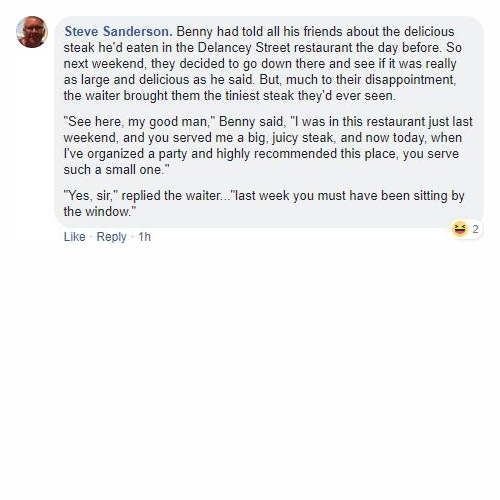 Steve Sanderson. Benny had told all his friends about the delicious
steak he'd eaten in the Delancey Street restaurant the day before. So
next weekend, they decided to go down there and see if it was really
as large and delicious as he said. But, much to their disappointment,
the waiter brought them the tiniest steak they'd ever seen.
"See here, my good man," Benny said, "I was in this restaurant just last
weekend, and you served me a big, juicy steak, and now today, when
I've organized a party and highly recommended this place, you serve
such a small one."
"Yes, sir," replied the waiter..."last week you must have been sitting by
the window."
2
Like · Reply · 1h